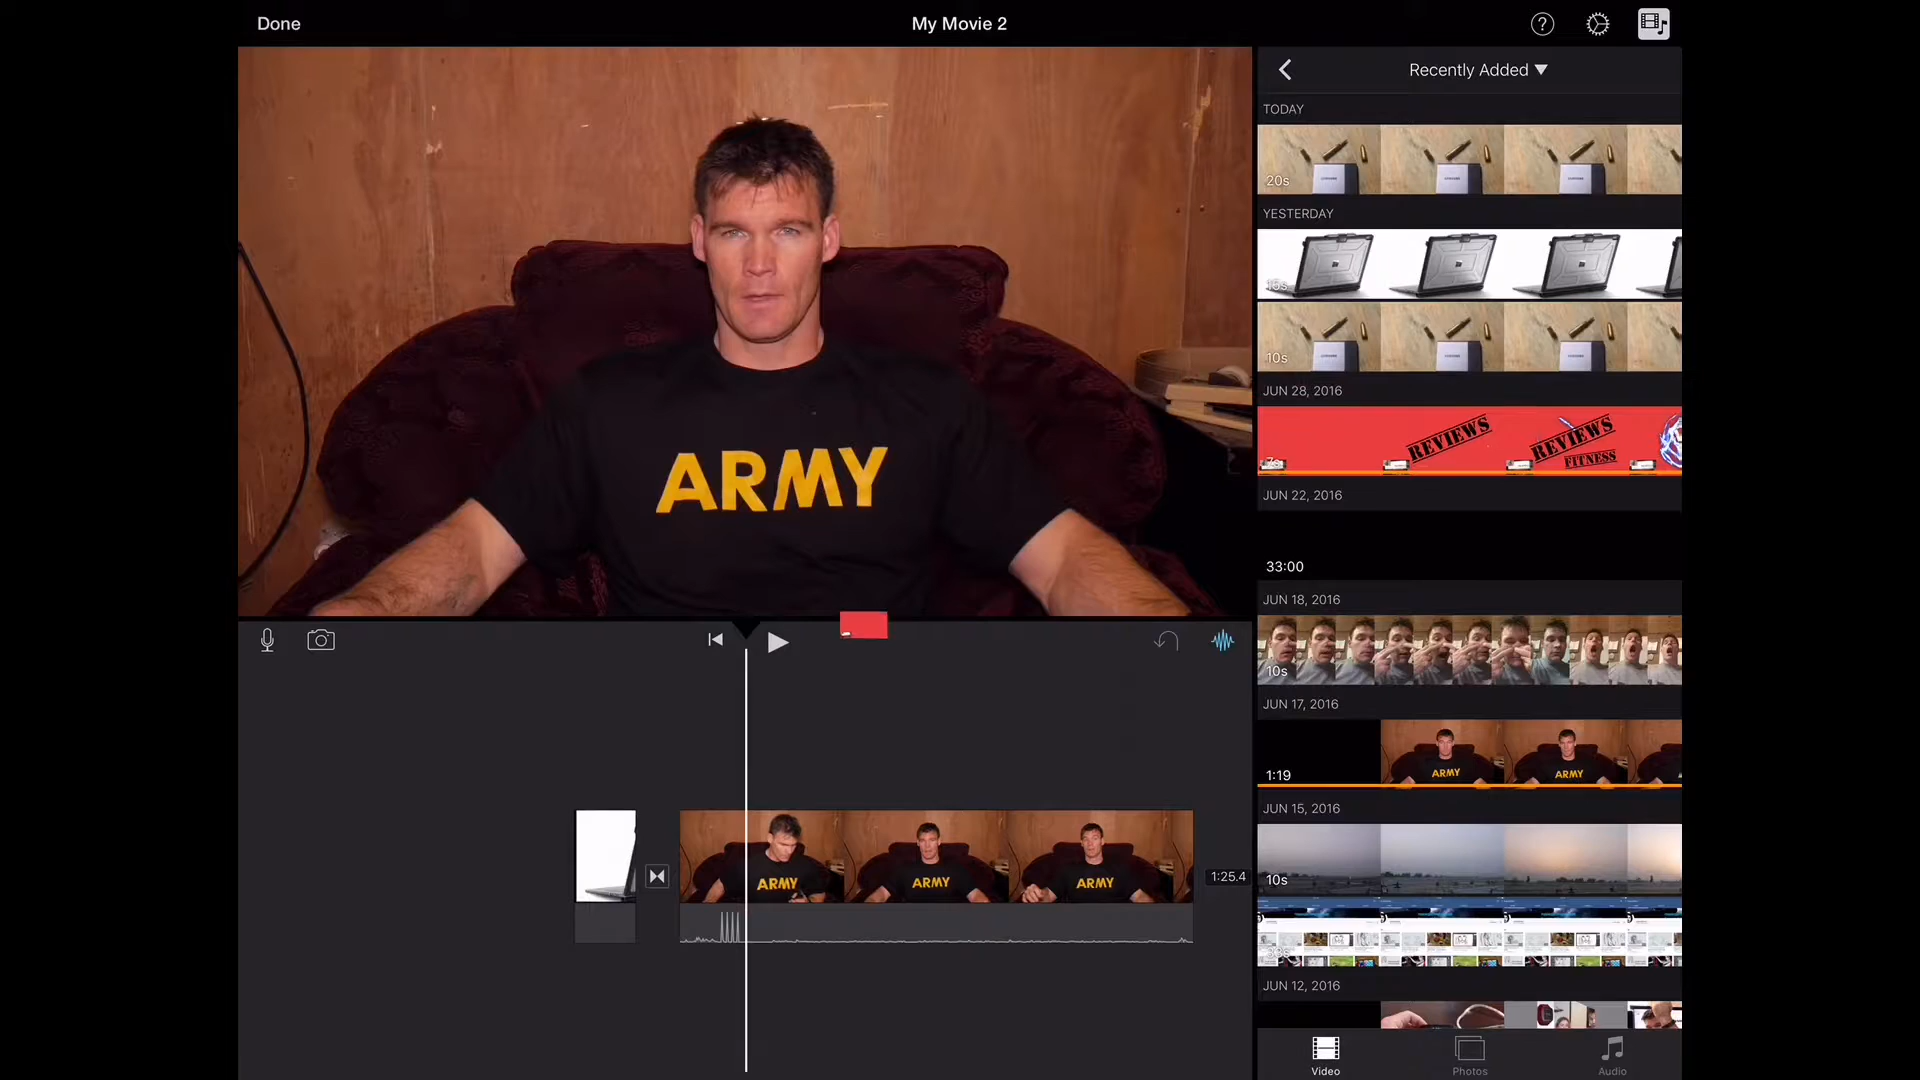 Done
My Movie 2
?
Recently Added ▼
TODAY
20s
YESTERDAY
10s
JUN 28, 2016
REVIEWS
REVIEWS
FITNESS
JUN 22, 2016
33:00
JUN 18, 2016
10s
JUN 17, 2016
1:19
ARMY
ARMY
JUN 15, 2016
10s
JUN 12, 2016
Video
Photos
Audio
ARMY
ARMY
ARMY
ARMY
1:25.4